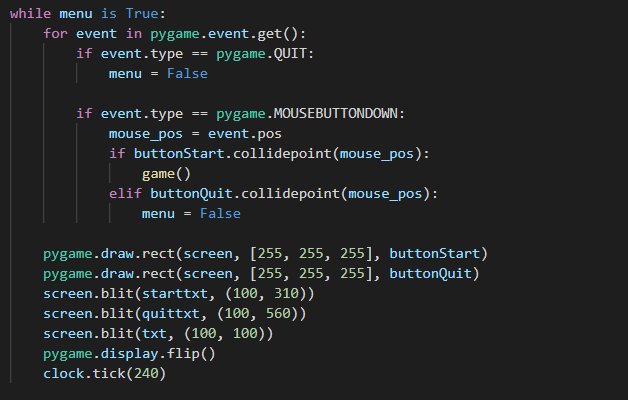 while menu is True:
    for event in pygame.event.get():
        if event.type == pygame.QUIT:
            menu = False

        if event.type == pygame.MOUSEBUTTONDOWN:
            mouse_pos = event.pos
            if buttonStart.collidepoint(mouse_pos):
                game()
            elif buttonQuit.collidepoint(mouse_pos):
                menu = False

    pygame.draw.rect(screen, [255, 255, 255], buttonStart)
    pygame.draw.rect(screen, [255, 255, 255], buttonQuit)
    screen.blit(starttxt, (100, 310))
    screen.blit(quittxt, (100, 560))
    screen.blit(txt, (100, 100))
    pygame.display.flip()
    clock.tick(240)